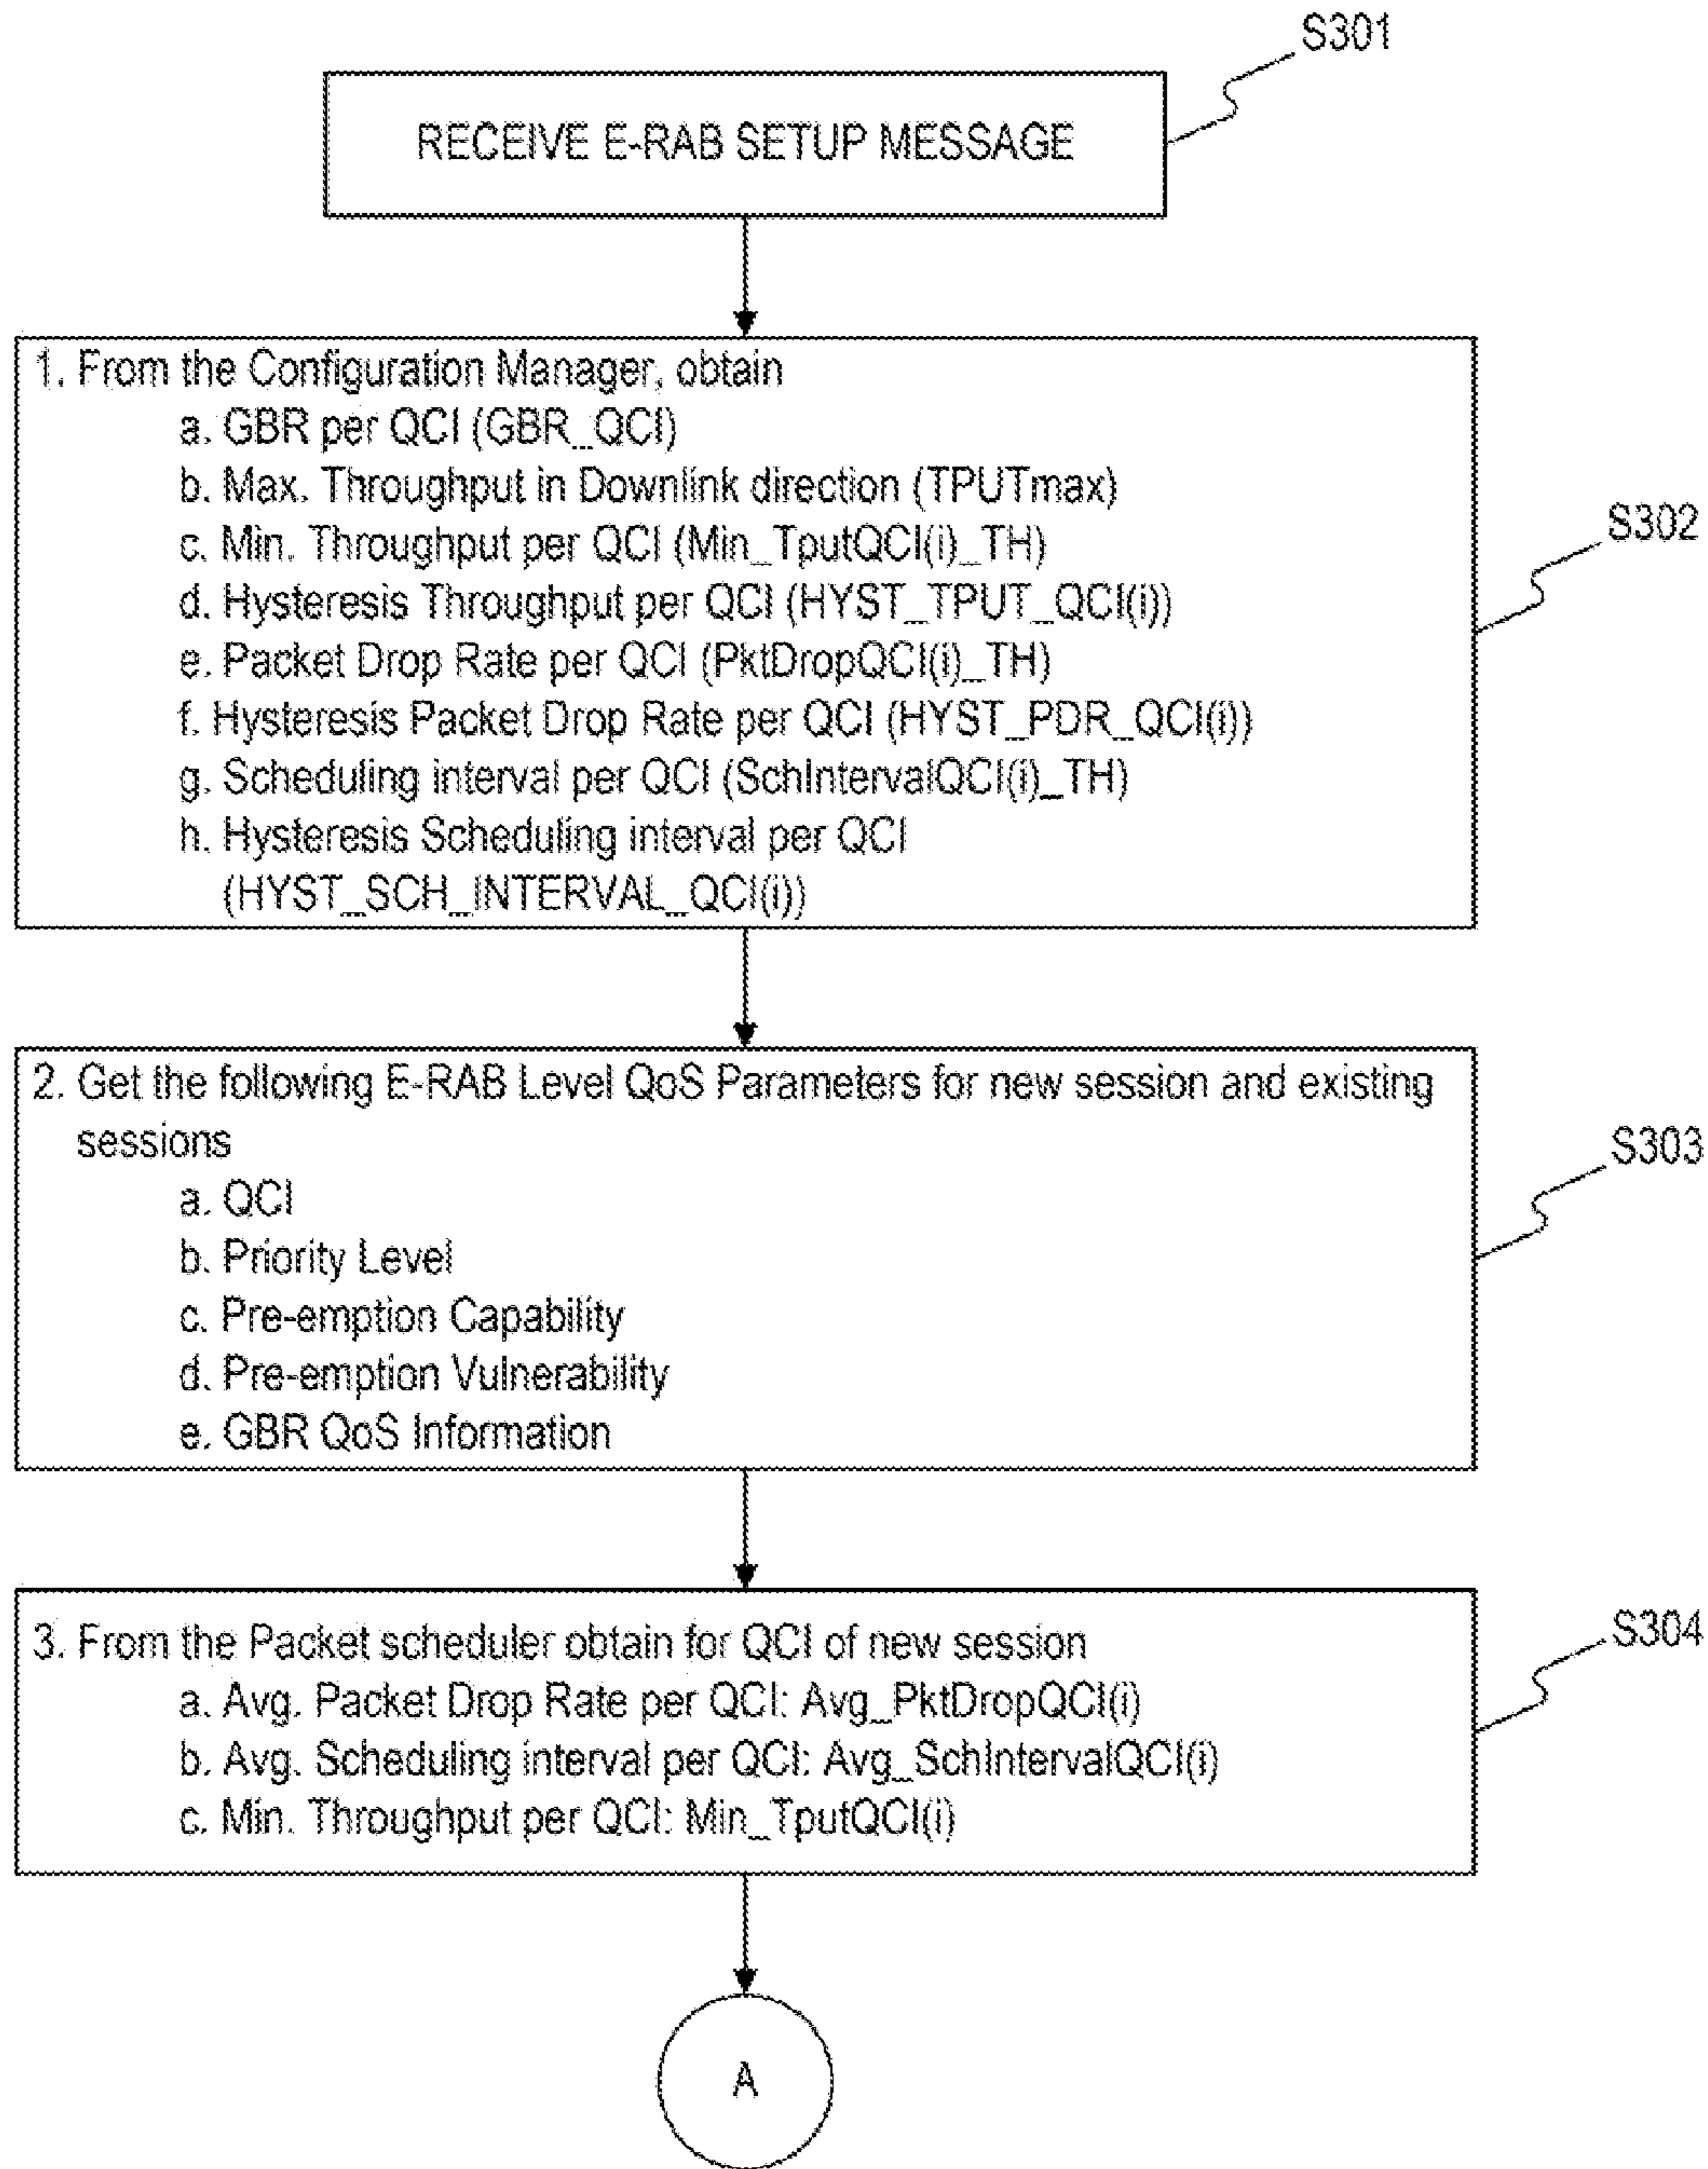 S301
RECEIVE E-RAB SETUP MESSAGE
1. From the Configuration Manager, obtain
a. GBR per QCI (GBR_QCI)
b. Max. Throughput in Downlink direction (TPUTmax)
c. Min. Throughput per QCI (Min_TputQCI(i)_TH)
d. Hysteresis Throughput per QCI (HYST_TPUT_QCI(i))
e. Packet Drop Rate per QCI (PktDropQCI(i)_TH)
f. Hysteresis Packet Drop Rate per QCI (HYST_PDR_QCI(i))
g. Scheduling interval per QCI (SchIntervalQCI(i)_TH)
h. Hysteresis Scheduling interval per QCI
(HYST_SCH_INTERVAL_QCI(i))
S302
2. Get the following E-RAB Level QoS Parameters for new session and existing
sessions
a. QCI
b. Priority Level
c. Pre-emption Capability
d. Pre-emption Vulnerability
e. GBR QoS Information
S303
3. From the Packet scheduler obtain for QCI of new session
a. Avg. Packet Drop Rate per QCI: Avg_PktDropQCI(i)
b. Avg. Scheduling interval per QCI: Avg_SchIntervalQCI(i)
c. Min. Throughput per QCI: Min_TputQCI(i)
S304
A